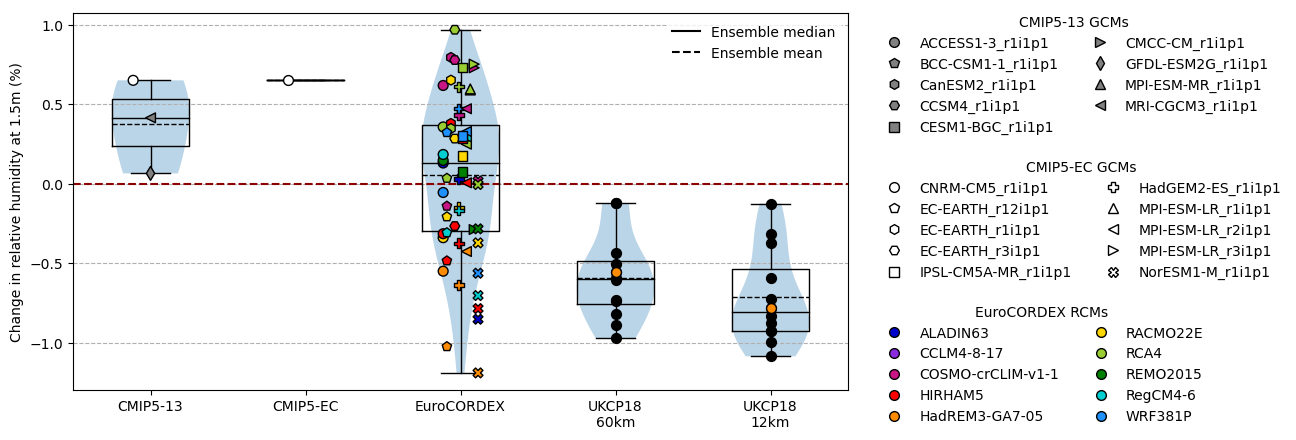 Change in relative humidity at 1.5m (%)
1.0
0.5
0.0
−0.5
−1.0
Ensemble median
Ensemble mean
CMIP5-13
CMIP5-EC
EuroCORDEX
UKCP18
60km
UKCP18
12km
CMIP5-13 GCMs
ACCESS1-3_r1i1p1
BCC-CSM1-1_r1i1p1
CanESM2_r1i1p1
CCSM4_r1i1p1
CESM1-BGC_r1i1p1
CMCC-CM_r1i1p1
GFDL-ESM2G_r1i1p1
MPI-ESM-MR_r1i1p1
MRI-CGCM3_r1i1p1
CMIP5-EC GCMs
CNRM-CM5_r1i1p1
EC-EARTH_r12i1p1
EC-EARTH_r1i1p1
EC-EARTH_r3i1p1
IPSL-CM5A-MR_r1i1p1
HadGEM2-ES_r1i1p1
MPI-ESM-LR_r1i1p1
MPI-ESM-LR_r2i1p1
MPI-ESM-LR_r3i1p1
NorESM1-M_r1i1p1
EuroCORDEX RCMs
ALADIN63
CCLM4-8-17
COSMO-crCLIM-v1-1
HIRHAM5
HadREM3-GA7-05
RACMO22E
RCA4
REMO2015
RegCM4-6
WRF381P